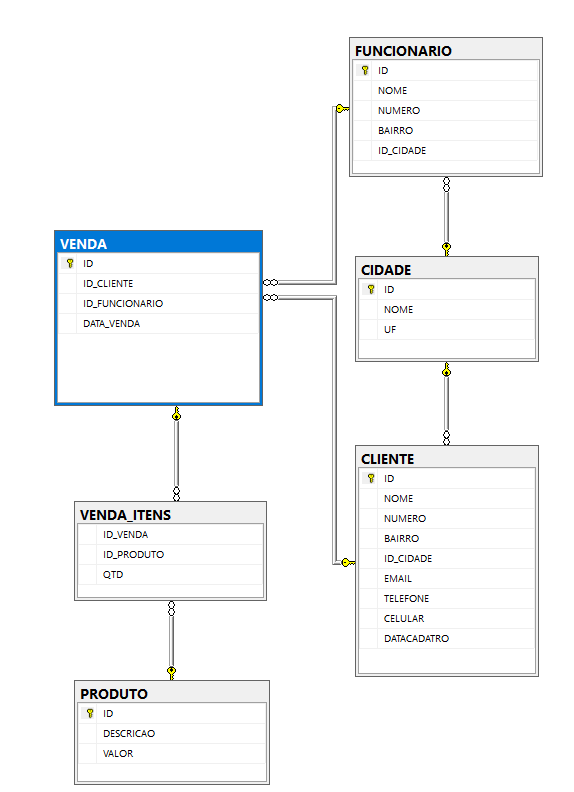 FUNCIONARIO
ID
NOME
NUMERO
BAIRRO
ID_CIDADE
VENDA
ID
ID_CLIENTE
ID_FUNCIONARIO
DATA_VENDA
CIDADE
ID
NOME
UF
CLIENTE
ID
NOME
NUMERO
BAIRRO
ID_CIDADE
EMAIL
TELEFONE
CELULAR
DATACADATRO
VENDA_ITENS
ID_VENDA
ID_PRODUTO
QTD
PRODUTO
ID
DESCRICAO
VALOR